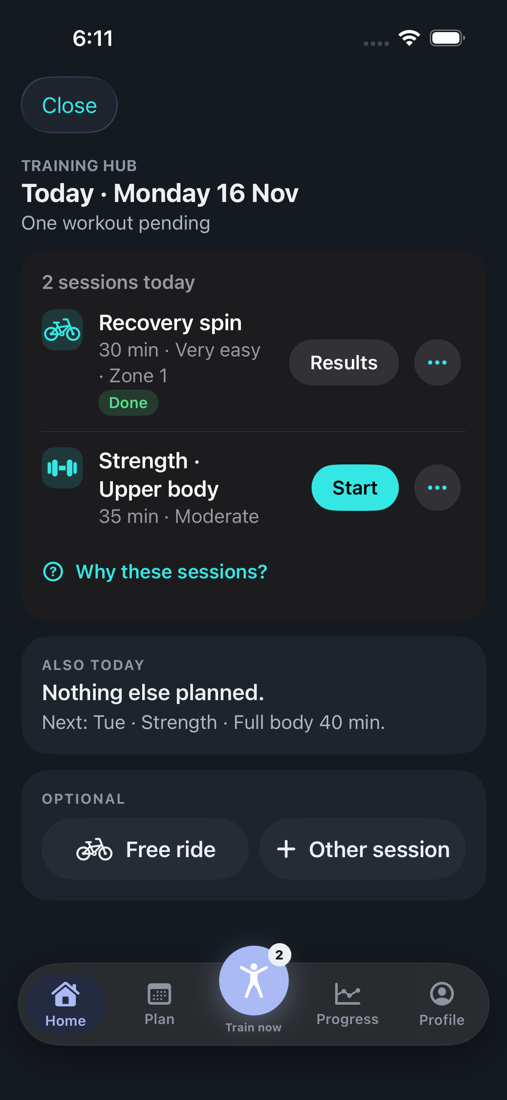 6:11
Close
TRAINING HUB
Today · Monday 16 Nov
One workout pending
2 sessions today
Recovery spin
30 min · Very easy
· Zone 1
Done
Results
Strength ·
Upper body
35 min · Moderate
Start
? Why these sessions?
ALSO TODAY
Nothing else planned.
Next: Tue · Strength · Full body 40 min.
OPTIONAL
Free ride
+ Other session
2
Home
Plan
Train now
Progress
Profile